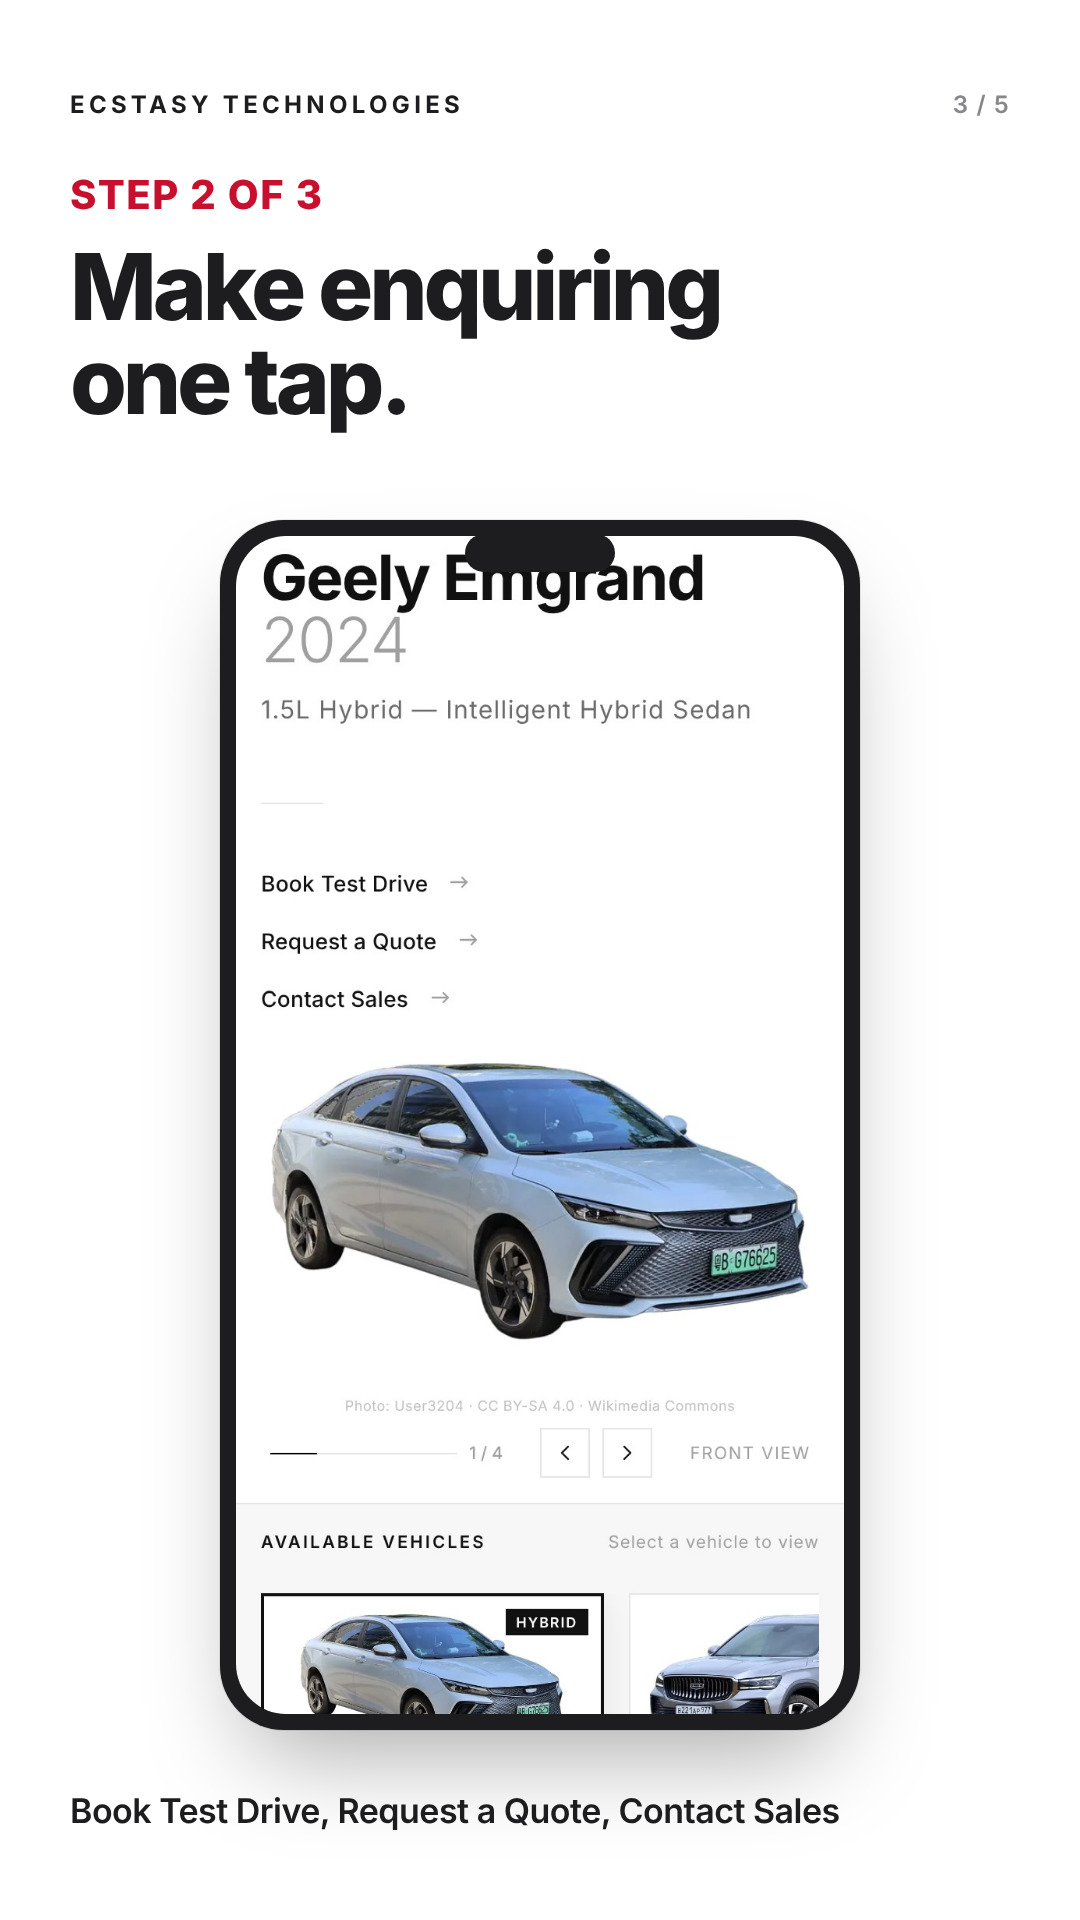 ECSTASY TECHNOLOGIES
3 / 5
STEP 2 OF 3
Make enquiring
one tap.
Geely Emgrand
2024
1.5L Hybrid — Intelligent Hybrid Sedan
Book Test Drive →
Request a Quote →
Contact Sales →
B·G76625
Photo: User3204 · CC BY-SA 4.0 · Wikimedia Commons
1 / 4
FRONT VIEW
AVAILABLE VEHICLES
Select a vehicle to view
HYBRID
Book Test Drive, Request a Quote, Contact Sales